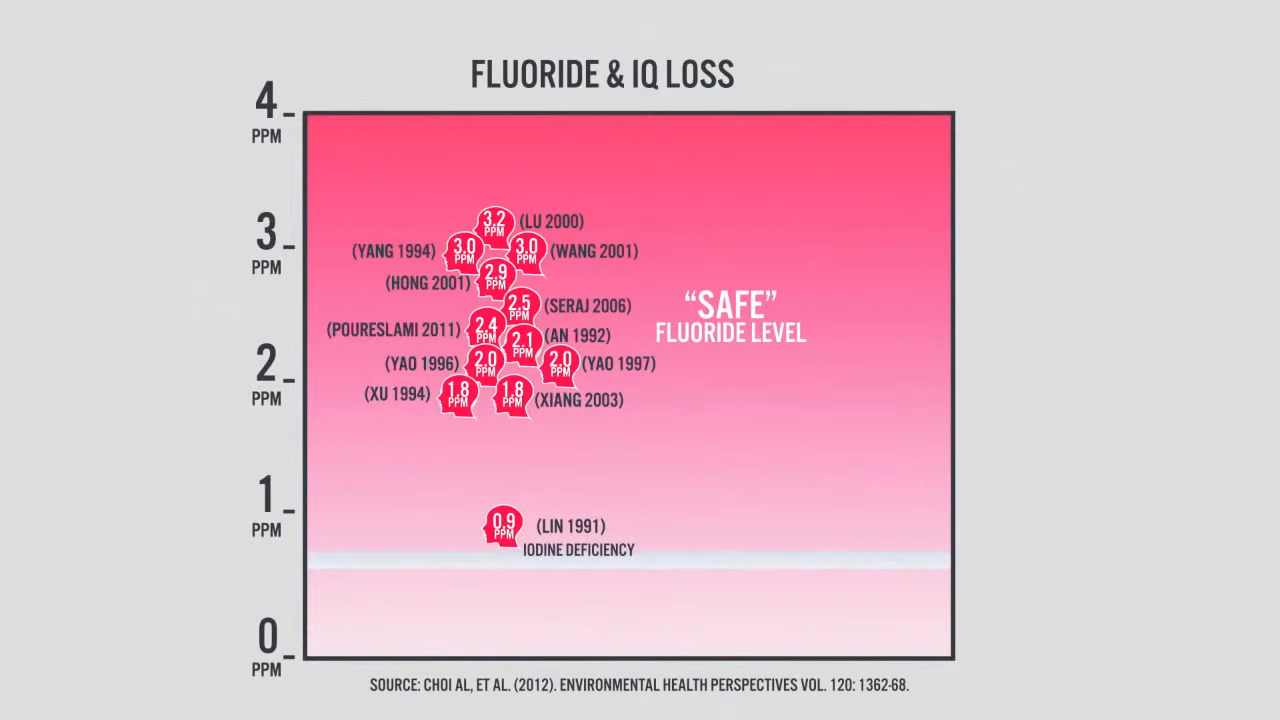 FLUORIDE & IQ LOSS
4
PPM
3
PPM
2
PPM
1
PPM
0
PPM
3.2
PPM
(LU 2000)
(YANG 1994)
3.0
PPM
3.0
PPM
(WANG 2001)
(HONG 2001)
2.9
PPM
2.5
PPM
(SERAJ 2006)
(POURESLAMI 2011)
2.4
PPM
2.1
PPM
(AN 1992)
(YAO 1996)
2.0
PPM
2.0
PPM
(YAO 1997)
(XU 1994)
1.8
PPM
1.8
PPM
(XIANG 2003)
“SAFE”
FLUORIDE LEVEL
0.9
PPM
(LIN 1991)
IODINE DEFICIENCY
SOURCE: CHOI AL, ET AL. (2012). ENVIRONMENTAL HEALTH PERSPECTIVES VOL. 120: 1362-68.